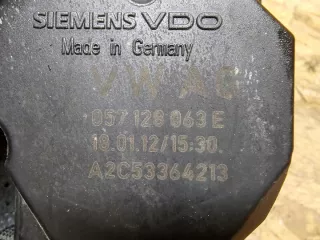 SIEMENS VDO
Made in Germany
VW AG
057 128 063 E
18.01.12/15:30
A2C53364213